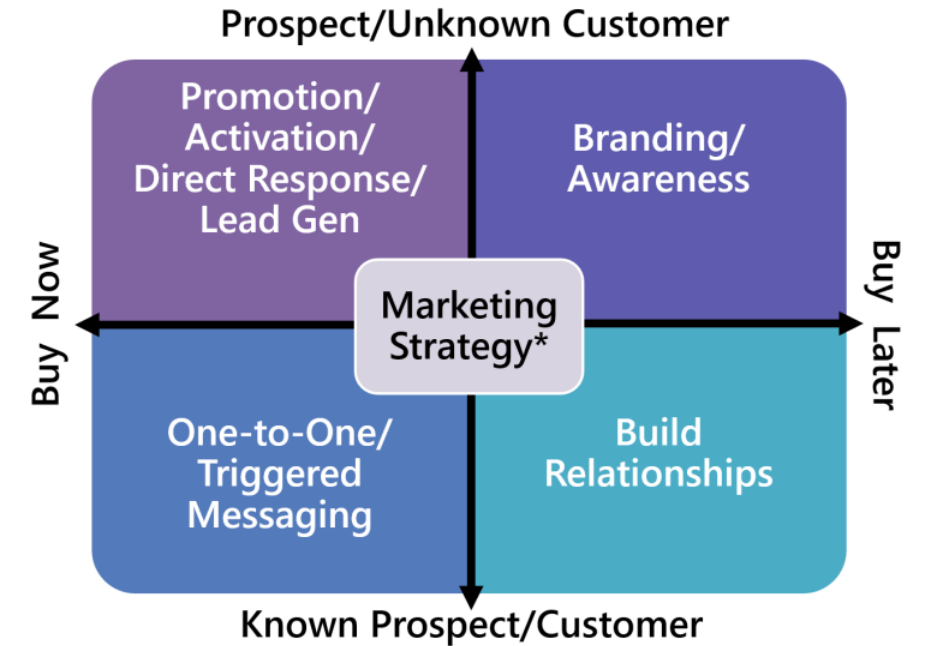 Prospect/Unknown Customer
Promotion/
Activation/
Direct Response/
Lead Gen
Branding/
Awareness
Buy Now
Marketing
Strategy*
Buy Later
One-to-One/
Triggered
Messaging
Build
Relationships
Known Prospect/Customer